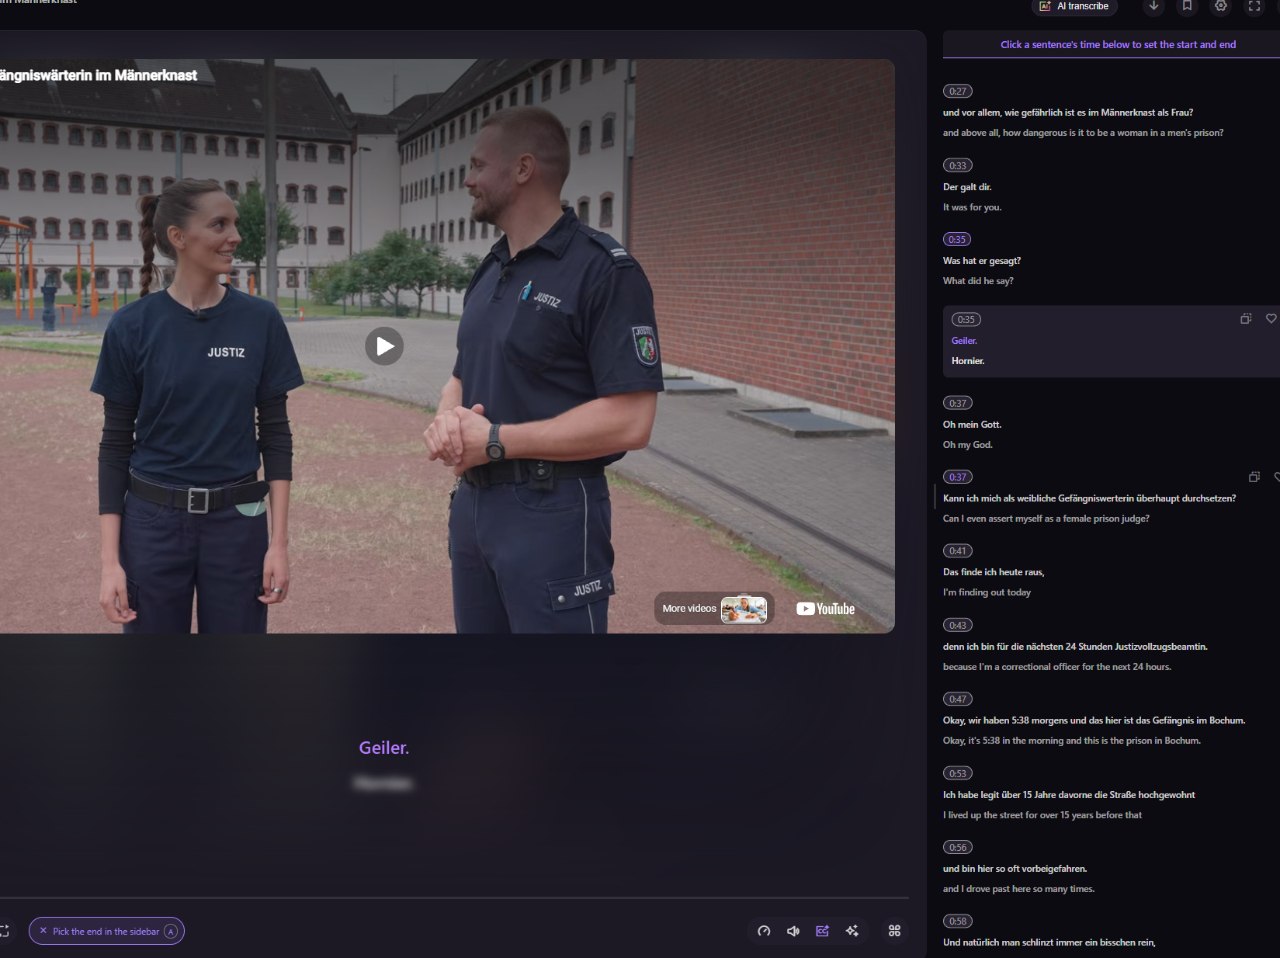 im Männerknast
AI transcribe
Click a sentence's time below to set the start and end
ängniswärterin im Männerknast
JUSTIZ
JUSTIZ
JUSTIZ
JUSTIZ
More videos
YouTube
Geiler.
Pick the end in the sidebar A
0:27
und vor allem, wie gefährlich ist es im Männerknast als Frau?
and above all, how dangerous is it to be a woman in a men's prison?
0:33
Der galt dir.
It was for you.
0:35
Was hat er gesagt?
What did he say?
0:35
Geiler.
Hornier.
0:37
Oh mein Gott.
Oh my God.
0:37
Kann ich mich als weibliche Gefängniswerterin überhaupt durchsetzen?
Can I even assert myself as a female prison judge?
0:41
Das finde ich heute raus,
I'm finding out today
0:43
denn ich bin für die nächsten 24 Stunden Justizvollzugsbeamtin.
because I'm a correctional officer for the next 24 hours.
0:47
Okay, wir haben 5:38 morgens und das hier ist das Gefängnis im Bochum.
Okay, it's 5:38 in the morning and this is the prison in Bochum.
0:53
Ich habe legit über 15 Jahre davorne die Straße hochgewohnt
I lived up the street for over 15 years before that
0:56
und bin hier so oft vorbeigefahren.
and I drove past here so many times.
0:58
Und natürlich man schlinzt immer ein bisschen rein,